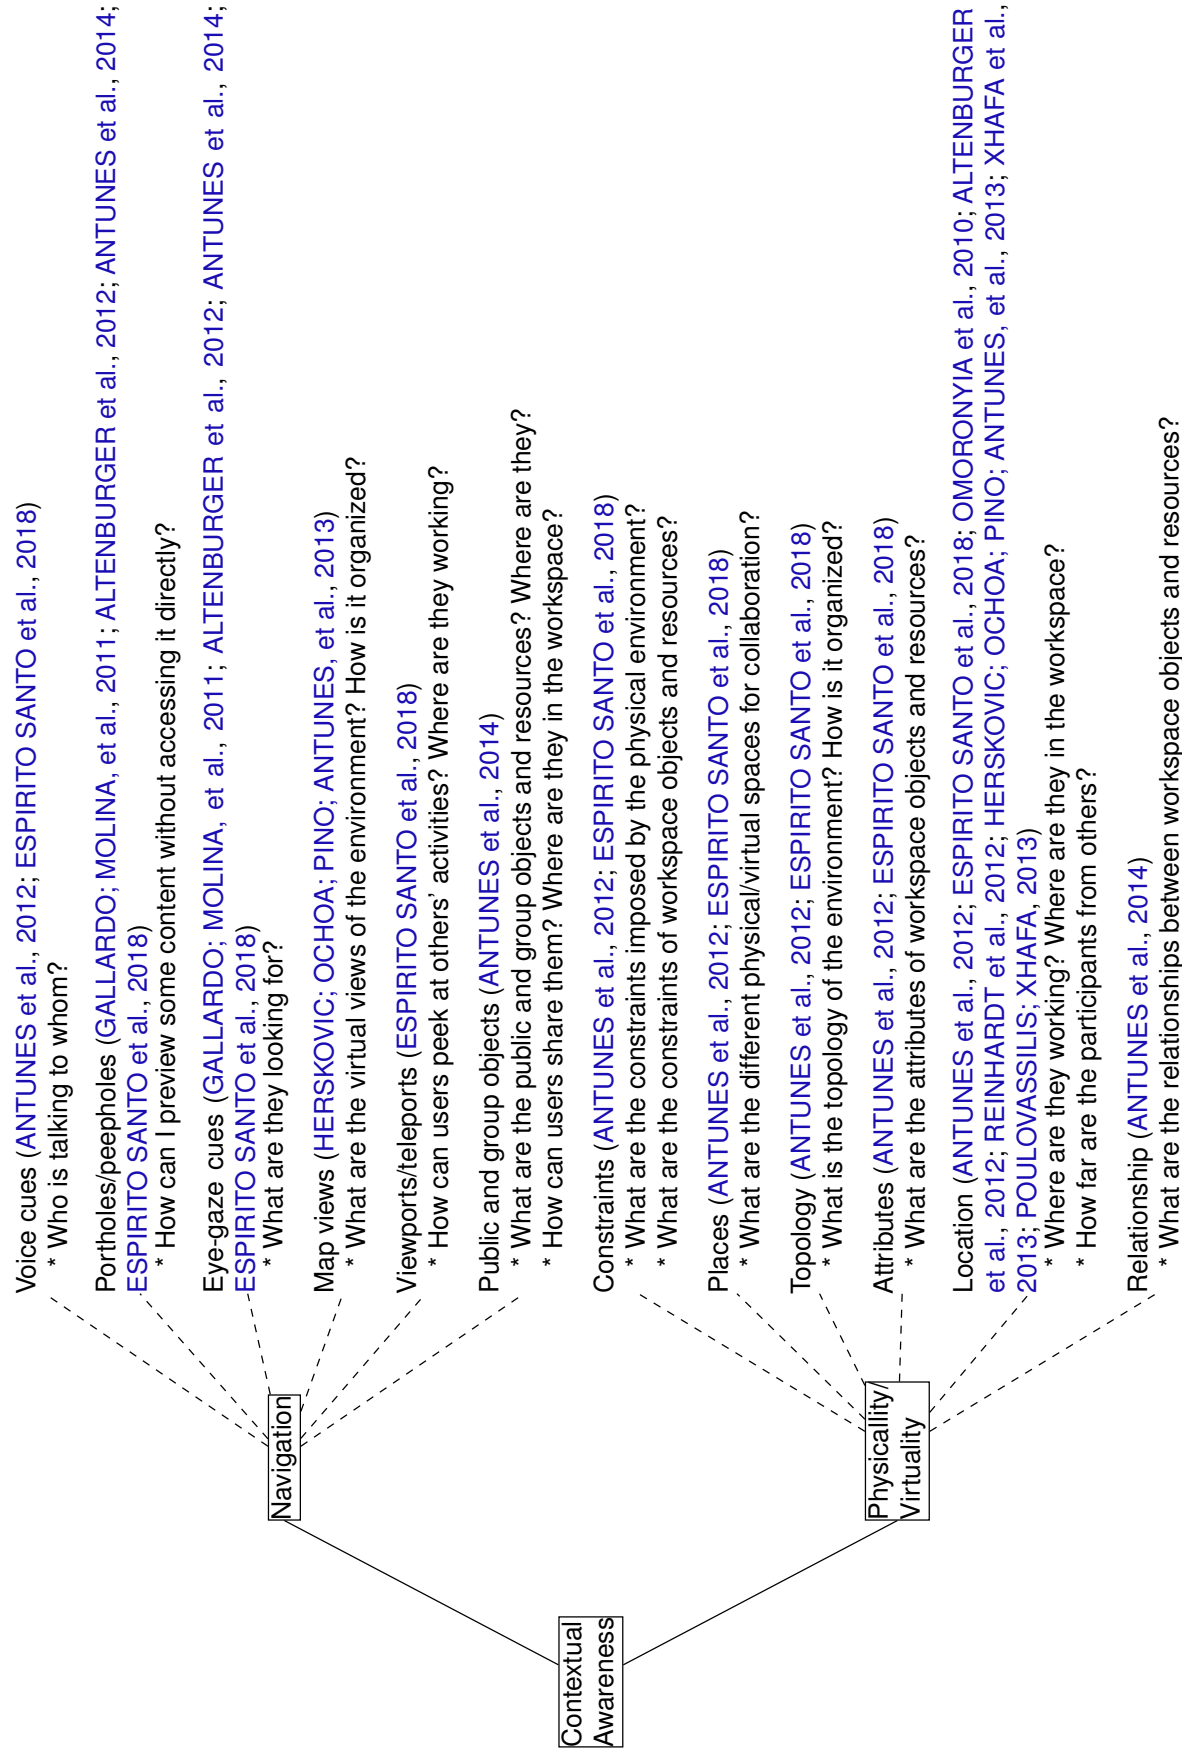 Contextual
Awareness
Navigation
Voice cues (ANTUNES et al., 2012; ESPIRITO SANTO et al., 2018)
* Who is talking to whom?
Portholes/peepholes (GALLARDO; MOLINA, et al., 2011; ALTENBURGER et al., 2012; ANTUNES et al., 2014;
ESPIRITO SANTO et al., 2018)
* How can I preview some content without accessing it directly?
Eye-gaze cues (GALLARDO; MOLINA, et al., 2011; ALTENBURGER et al., 2012; ANTUNES et al., 2014;
ESPIRITO SANTO et al., 2018)
* What are they looking for?
Map views (HERSKOVIC; OCHOA; PINO; ANTUNES, et al., 2013)
* What are the virtual views of the environment? How is it organized?
Viewports/teleports (ESPIRITO SANTO et al., 2018)
* How can users peek at others' activities? Where are they working?
Public and group objects (ANTUNES et al., 2014)
* What are the public and group objects and resources? Where are they?
* How can users share them? Where are they in the workspace?
Physicallity/
Virtuality
Constraints (ANTUNES et al., 2012; ESPIRITO SANTO et al., 2018)
* What are the constraints imposed by the physical environment?
* What are the constraints of workspace objects and resources?
Places (ANTUNES et al., 2012; ESPIRITO SANTO et al., 2018)
* What are the different physical/virtual spaces for collaboration?
Topology (ANTUNES et al., 2012; ESPIRITO SANTO et al., 2018)
* What is the topology of the environment? How is it organized?
Attributes (ANTUNES et al., 2012; ESPIRITO SANTO et al., 2018)
* What are the attributes of workspace objects and resources?
Location (ANTUNES et al., 2012; ESPIRITO SANTO et al., 2018; OMORONYIA et al., 2010; ALTENBURGER
et al., 2012; REINHARDT et al., 2012; HERSKOVIC; OCHOA; PINO; ANTUNES, et al., 2013; XHAFA et al.,
2013; POULOVASSILIS; XHAFA, 2013)
* Where are they working? Where are they in the workspace?
* How far are the participants from others?
Relationship (ANTUNES et al., 2014)
* What are the relationships between workspace objects and resources?